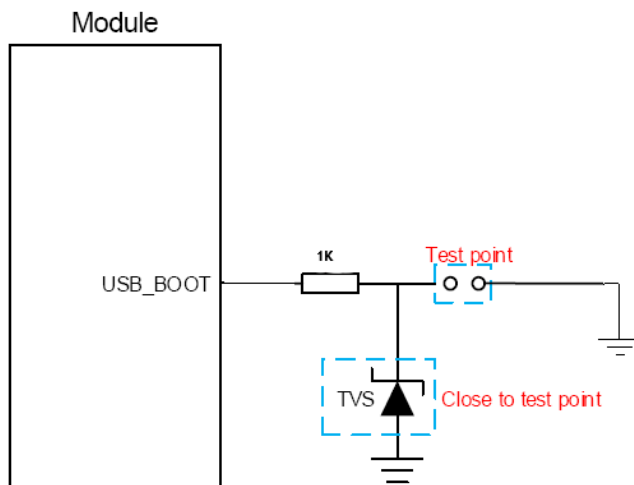 Module
1K
Test point
USB_BOOT
TVS
Close to test point